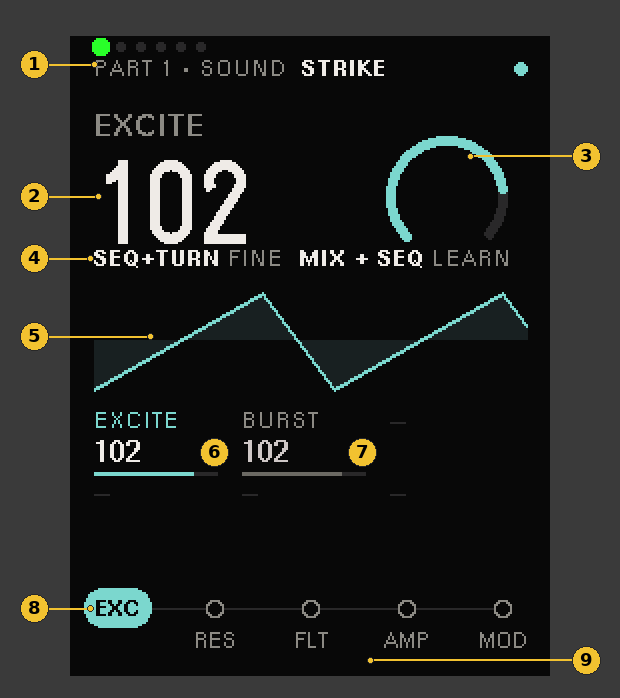 1 PART 1 · SOUND STRIKE
EXCITE
3
2 102
4 SEQ+TURN FINE MIX + SEQ LEARN
5
EXCITE BURST —
102 6 102 7
— — —
8 EXC
RES FLT AMP MOD
9